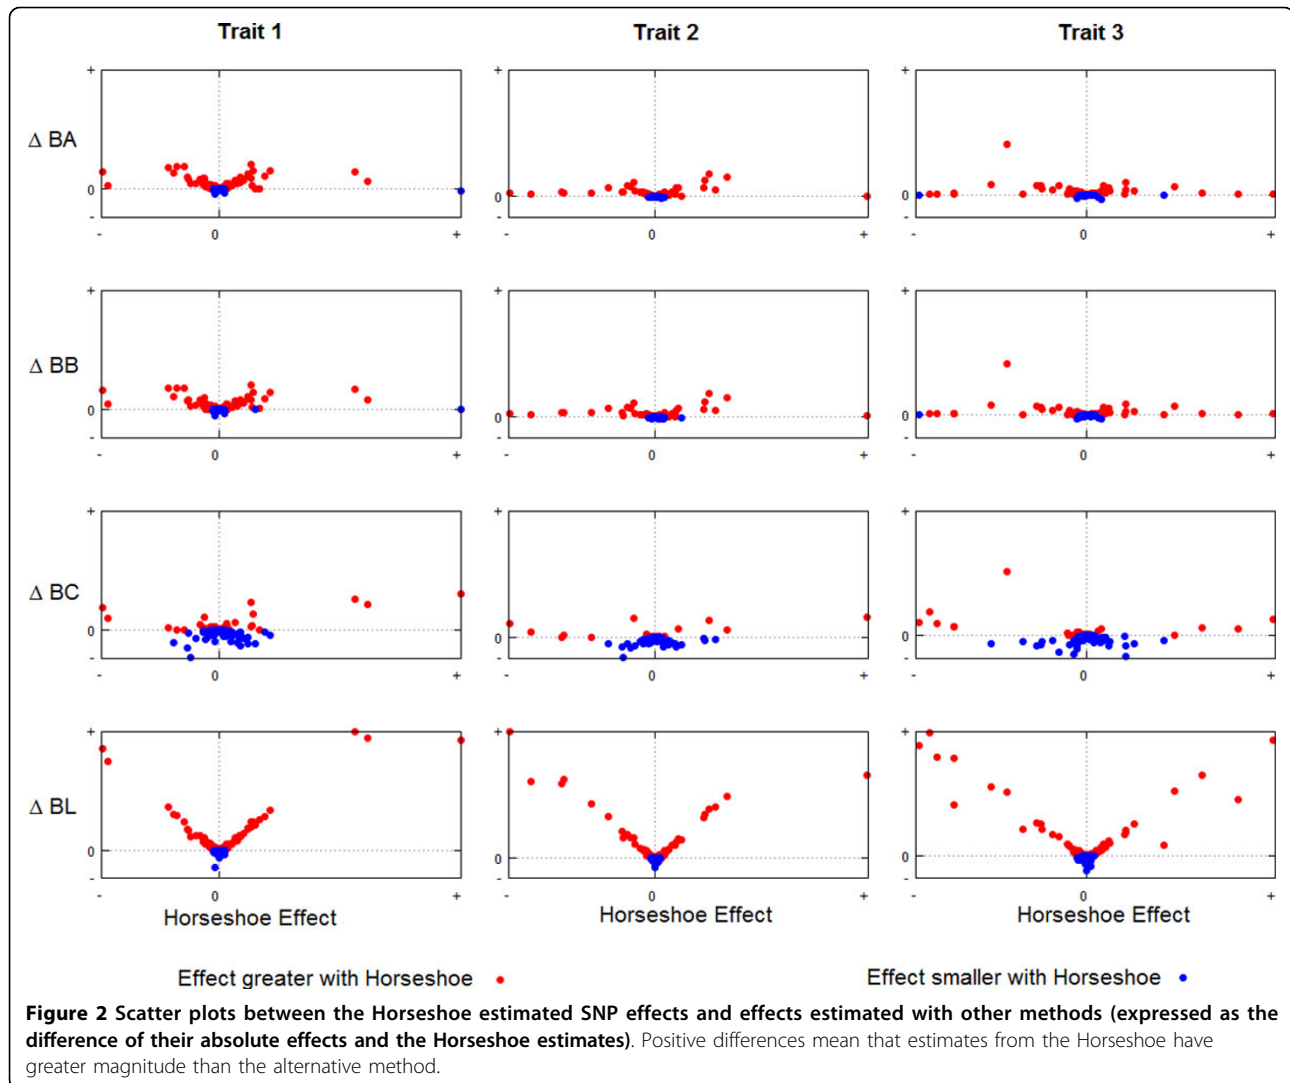 Trait 1 Trait 2 Trait 3
+ + +
Δ BA
0 0 0
- - -
- 0 + - 0 + - 0 +
+ + +
Δ BB
0 0 0
- - -
- 0 + - 0 + - 0 +
+ + +
Δ BC
0 0 0
- - -
- 0 + - 0 + - 0 +
+ + +
Δ BL
0 0 0
- - -
- 0 + - 0 + - 0 +
Horseshoe Effect Horseshoe Effect Horseshoe Effect
Effect greater with Horseshoe Effect smaller with Horseshoe
Figure 2 Scatter plots between the Horseshoe estimated SNP effects and effects estimated with other methods (expressed as the
difference of their absolute effects and the Horseshoe estimates). Positive differences mean that estimates from the Horseshoe have
greater magnitude than the alternative method.